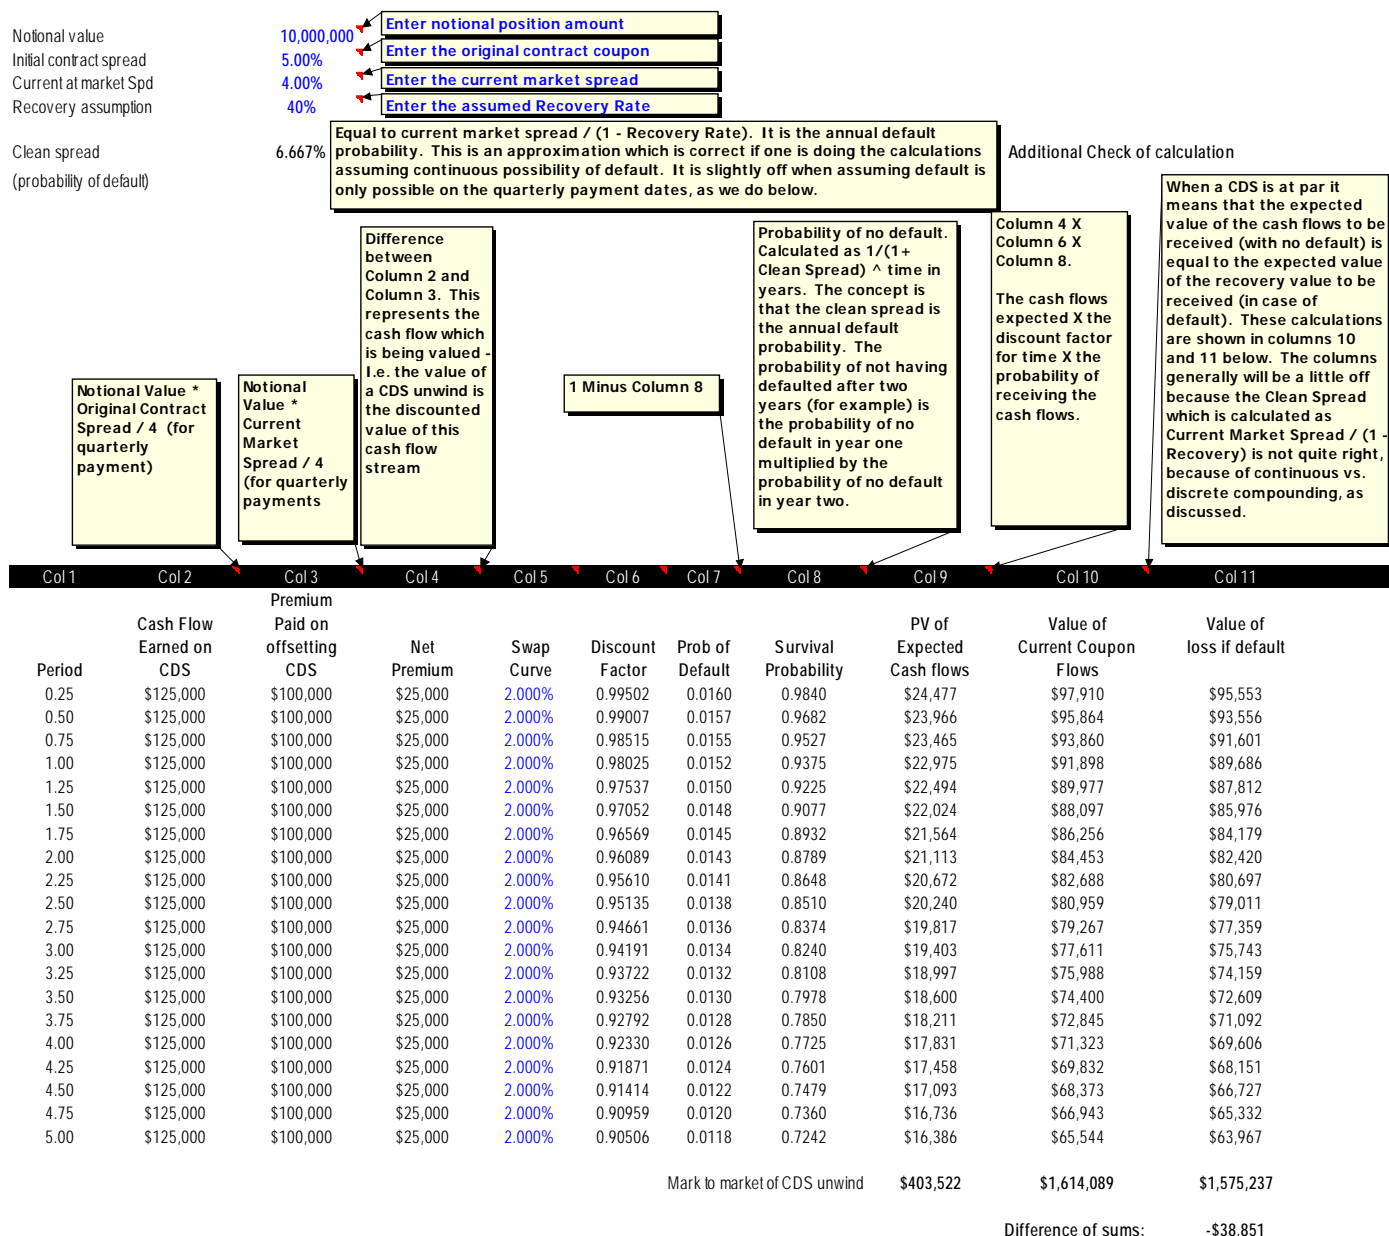 Notional value 10,000,000 Enter notional position amount
Initial contract spread 5.00% Enter the original contract coupon
Current at market Spd 4.00% Enter the current market spread
Recovery assumption 40% Enter the assumed Recovery Rate
Clean spread 6.667%
(probability of default)
Equal to current market spread / (1 - Recovery Rate). It is the annual default
probability. This is an approximation which is correct if one is doing the calculations
assuming continuous possibility of default. It is slightly off when assuming default is
only possible on the quarterly payment dates, as we do below.
Additional Check of calculation
Notional Value *
Original Contract
Spread / 4 (for
quarterly
payment)
Notional
Value *
Current
Market
Spread / 4
(for quarterly
payments
Difference
between
Column 2 and
Column 3. This
represents the
cash flow which
is being valued -
I.e. the value of
a CDS unwind is
the discounted
value of this
cash flow
stream
1 Minus Column 8
Probability of no default.
Calculated as 1/(1+
Clean Spread) ^ time in
years. The concept is
that the clean spread is
the annual default
probability. The
probability of not having
defaulted after two
years (for example) is
the probability of no
default in year one
multiplied by the
probability of no default
in year two.
Column 4 X
Column 6 X
Column 8.
The cash flows
expected X the
discount factor
for time X the
probability of
receiving the
cash flows.
When a CDS is at par it
means that the expected
value of the cash flows to be
received (with no default) is
equal to the expected value
of the recovery value to be
received (in case of
default). These calculations
are shown in columns 10
and 11 below. The columns
generally will be a little off
because the Clean Spread
which is calculated as
Current Market Spread / (1 -
Recovery) is not quite right,
because of continuous vs.
discrete compounding, as
discussed.
Col 1 Col 2 Col 3 Col 4 Col 5 Col 6 Col 7 Col 8 Col 9 Col 10 Col 11
Premium
Cash Flow Paid on PV of Value of Value of
Earned on offsetting Net Swap Discount Prob of Survival Expected Current Coupon loss if default
Period CDS CDS Premium Curve Factor Default Probability Cash flows Flows
0.25 $125,000 $100,000 $25,000 2.000% 0.99502 0.0160 0.9840 $24,477 $97,910 $95,553
0.50 $125,000 $100,000 $25,000 2.000% 0.99007 0.0157 0.9682 $23,966 $95,864 $93,556
0.75 $125,000 $100,000 $25,000 2.000% 0.98515 0.0155 0.9527 $23,465 $93,860 $91,601
1.00 $125,000 $100,000 $25,000 2.000% 0.98025 0.0152 0.9375 $22,975 $91,898 $89,686
1.25 $125,000 $100,000 $25,000 2.000% 0.97537 0.0150 0.9225 $22,494 $89,977 $87,812
1.50 $125,000 $100,000 $25,000 2.000% 0.97052 0.0148 0.9077 $22,024 $88,097 $85,976
1.75 $125,000 $100,000 $25,000 2.000% 0.96569 0.0145 0.8932 $21,564 $86,256 $84,179
2.00 $125,000 $100,000 $25,000 2.000% 0.96089 0.0143 0.8789 $21,113 $84,453 $82,420
2.25 $125,000 $100,000 $25,000 2.000% 0.95610 0.0141 0.8648 $20,672 $82,688 $80,697
2.50 $125,000 $100,000 $25,000 2.000% 0.95135 0.0138 0.8510 $20,240 $80,959 $79,011
2.75 $125,000 $100,000 $25,000 2.000% 0.94661 0.0136 0.8374 $19,817 $79,267 $77,359
3.00 $125,000 $100,000 $25,000 2.000% 0.94191 0.0134 0.8240 $19,403 $77,611 $75,743
3.25 $125,000 $100,000 $25,000 2.000% 0.93722 0.0132 0.8108 $18,997 $75,988 $74,159
3.50 $125,000 $100,000 $25,000 2.000% 0.93256 0.0130 0.7978 $18,600 $74,400 $72,609
3.75 $125,000 $100,000 $25,000 2.000% 0.92792 0.0128 0.7850 $18,211 $72,845 $71,092
4.00 $125,000 $100,000 $25,000 2.000% 0.92330 0.0126 0.7725 $17,831 $71,323 $69,606
4.25 $125,000 $100,000 $25,000 2.000% 0.91871 0.0124 0.7601 $17,458 $69,832 $68,151
4.50 $125,000 $100,000 $25,000 2.000% 0.91414 0.0122 0.7479 $17,093 $68,373 $66,727
4.75 $125,000 $100,000 $25,000 2.000% 0.90959 0.0120 0.7360 $16,736 $66,943 $65,332
5.00 $125,000 $100,000 $25,000 2.000% 0.90506 0.0118 0.7242 $16,386 $65,544 $63,967
Mark to market of CDS unwind $403,522 $1,614,089 $1,575,237
Difference of sums: -$38,851